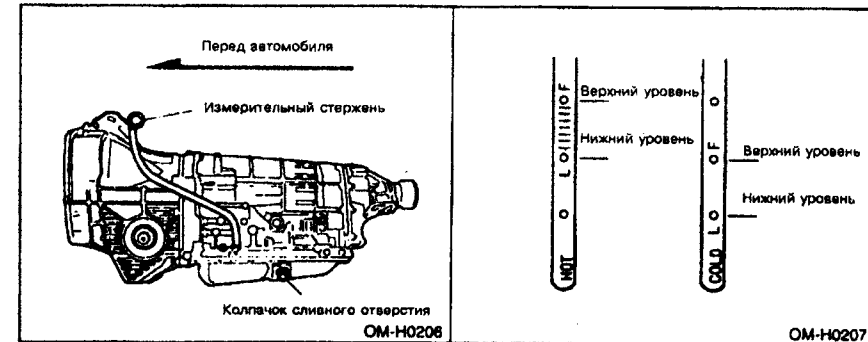 Перед автомобиля
Измерительный стержень
Колпачок сливного отверстия
OM-H0206
Верхний уровень
Нижний уровень
F
L
HOT
Верхний уровень
Нижний уровень
F
L
COLD
OM-H0207